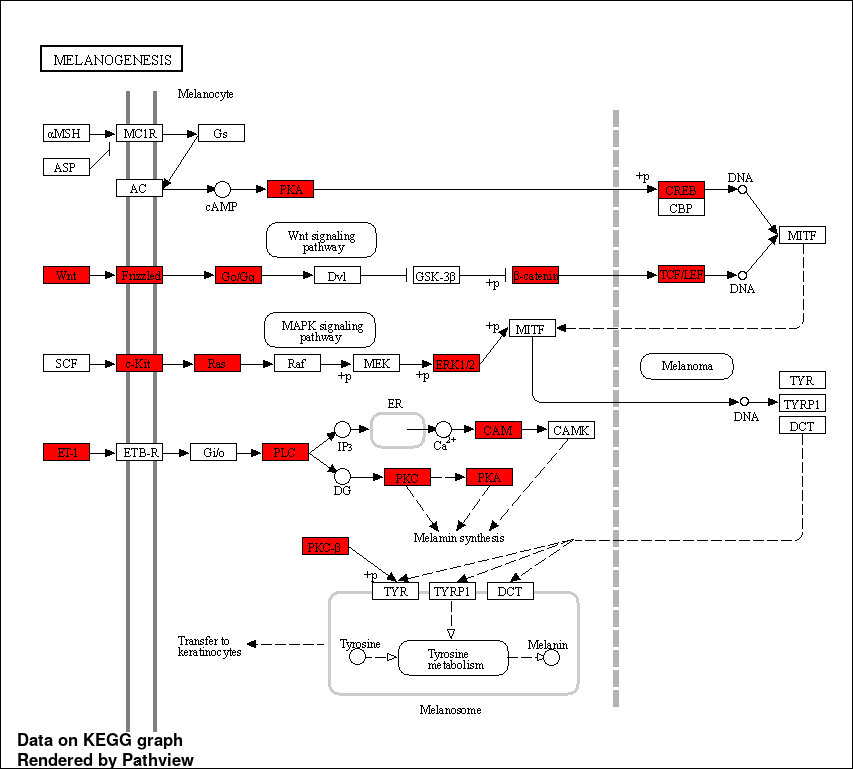 MELANOGENESIS
Melanocyte
αMSH
MC1R
Gs
ASP
AC
cAMP
PKA
+p
CREB
CBP
DNA
MITF
Wnt signaling
pathway
Wnt
Frizzled
Go/Gq
Dvl
GSK-3β
+p
β-catenin
TCF/LEF
DNA
MAPK signaling
pathway
+p
MITF
SCF
c-Kit
Ras
Raf
+p
MEK
+p
ERK1/2
Melanoma
TYR
TYRP1
DCT
DNA
ER
ET-1
ETB-R
Gi/o
PLC
IP3
Ca2+
CAM
CAMK
DG
PKC
PKA
Melamin synthesis
PKC-β
+p
TYR
TYRP1
DCT
Transfer to
keratinocytes
Tyrosine
Tyrosine
metabolism
Melanin
Melanosome
Data on KEGG graph
Rendered by Pathview